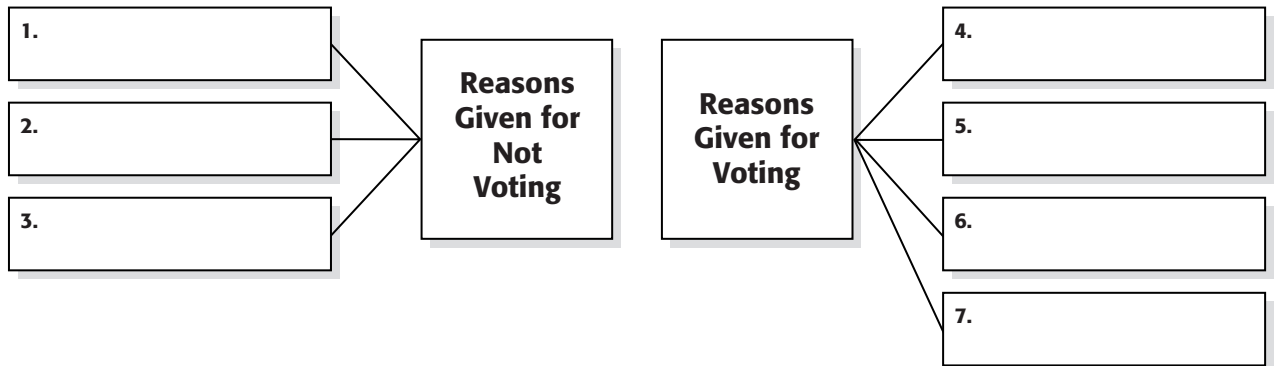 1.
2.
3.
Reasons
Given for
Not
Voting
Reasons
Given for
Voting
4.
5.
6.
7.